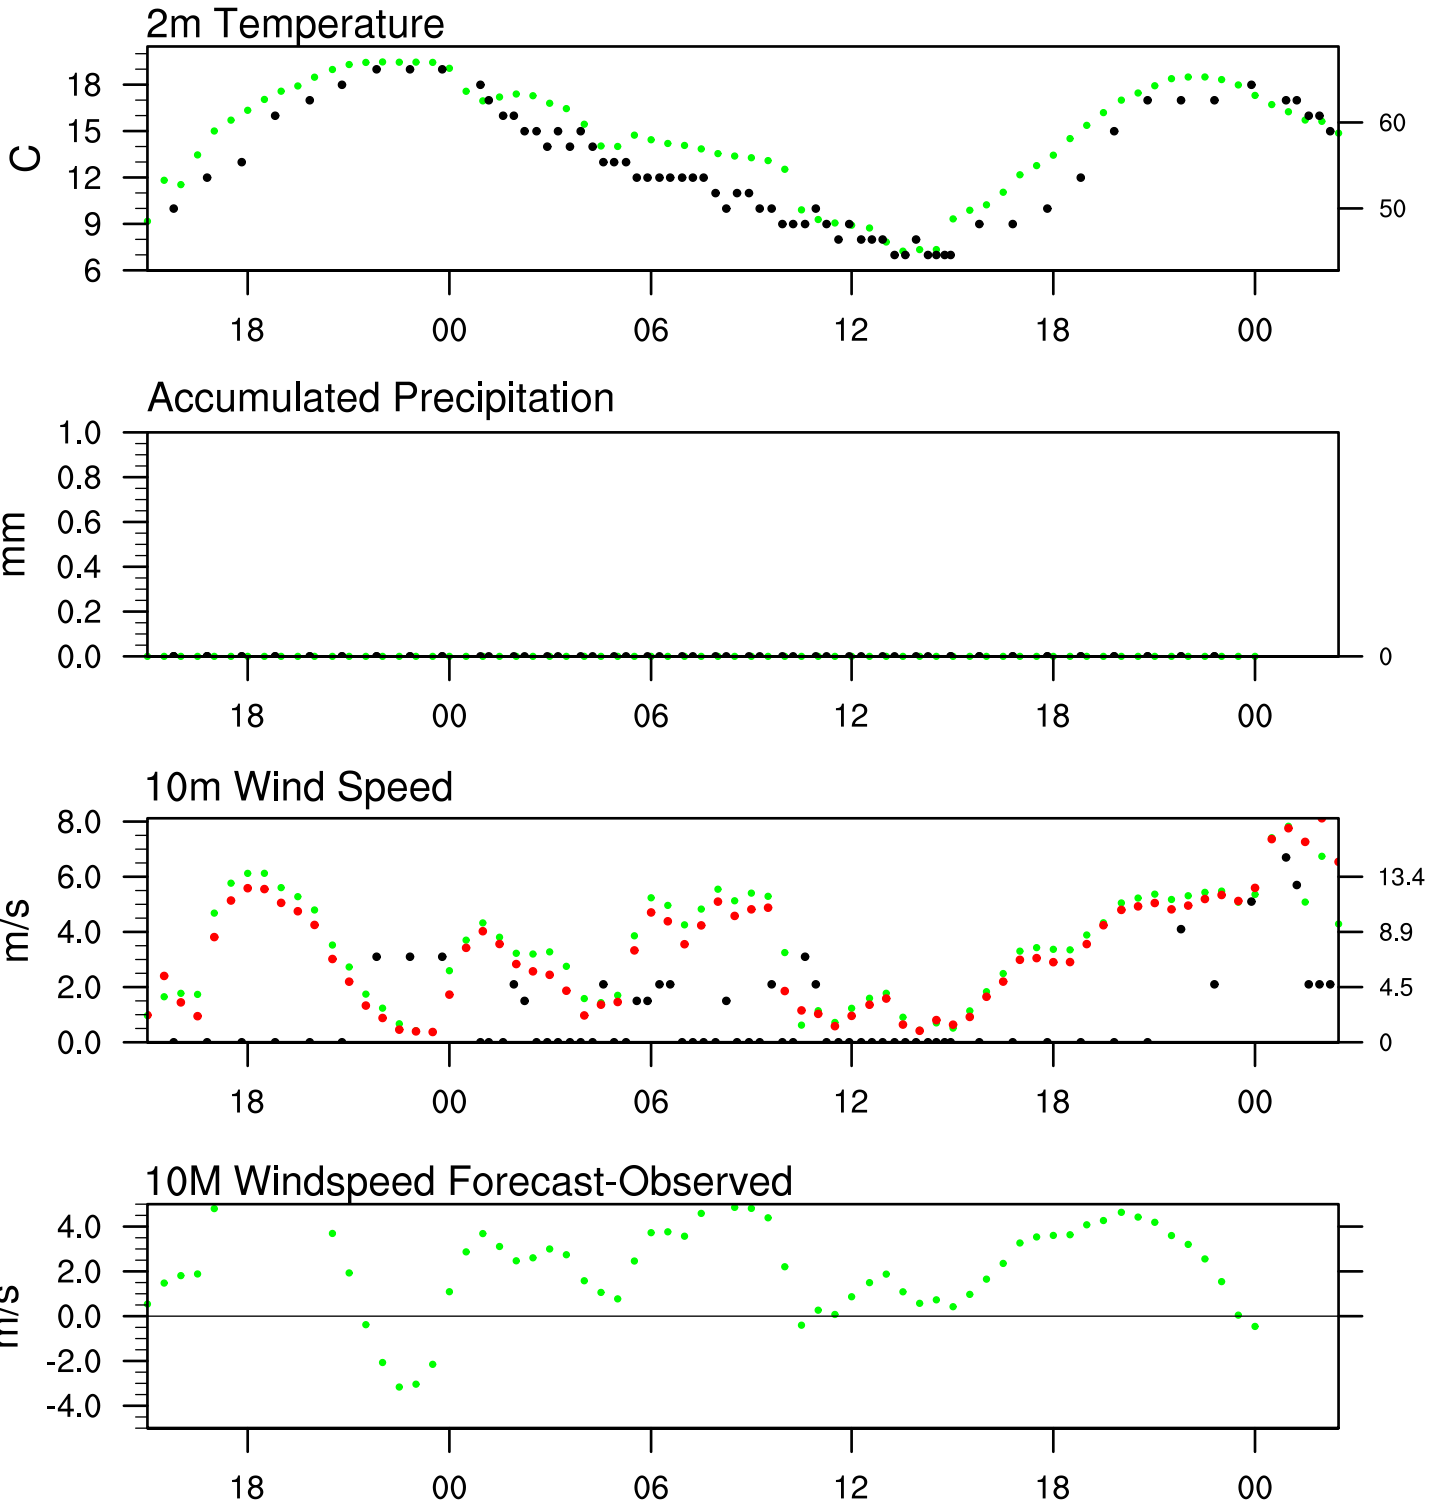 2m Temperature
C
18
15
12
9
6
60
50
18 00 06 12 18 00
Accumulated Precipitation
mm
1.0
0.8
0.6
0.4
0.2
0.0
0
18 00 06 12 18 00
10m Wind Speed
m/s
8.0
6.0
4.0
2.0
0.0
13.4
8.9
4.5
0
18 00 06 12 18 00
10M Windspeed Forecast-Observed
m/s
4.0
2.0
0.0
-2.0
-4.0
18 00 06 12 18 00